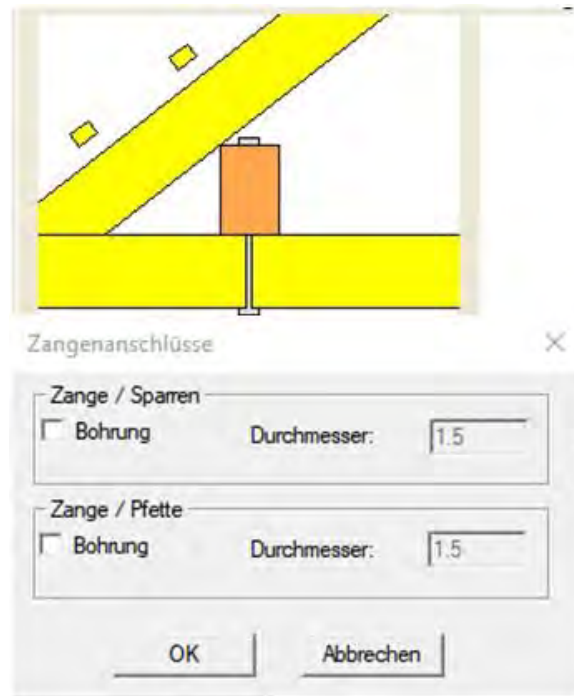 Zangenanschlüsse
Zange / Sparren
Bohrung Durchmesser: 1.5
Zange / Pfette
Bohrung Durchmesser: 1.5
OK Abbrechen